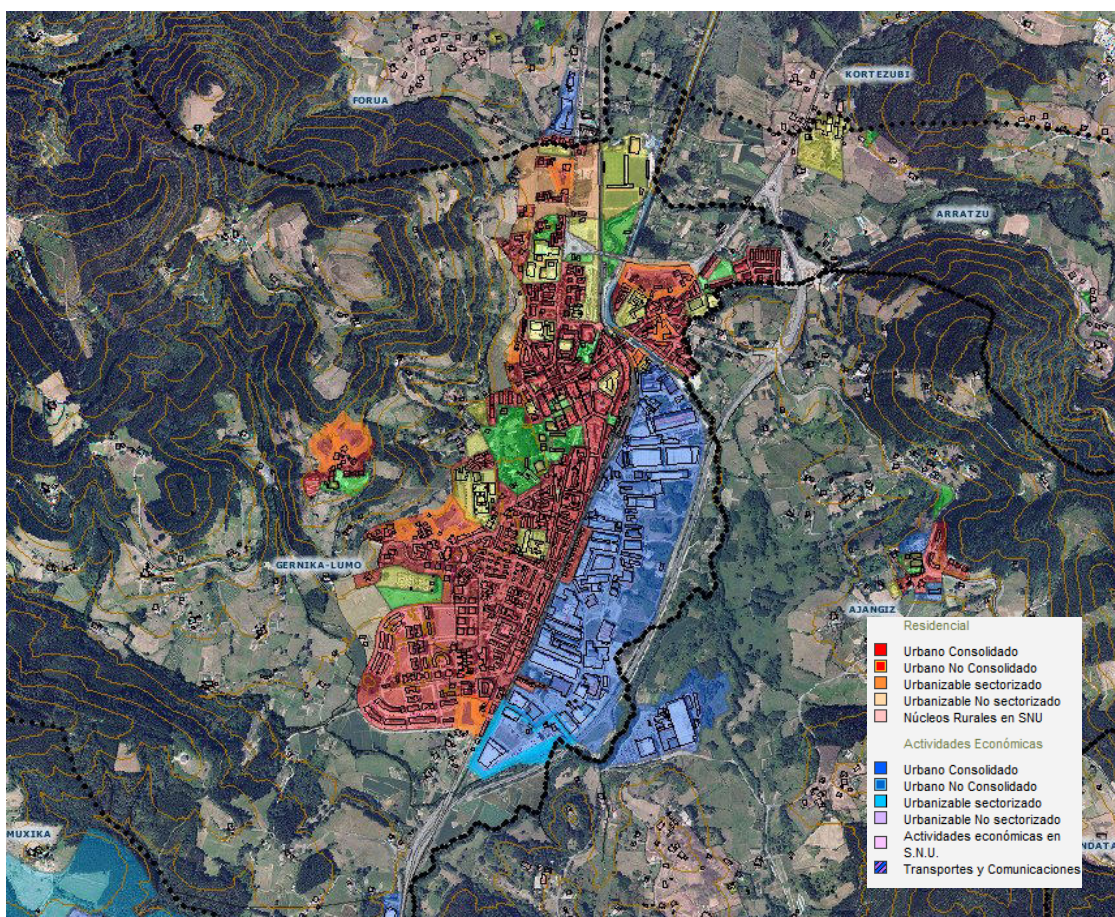 KORTEZUBI
FORUA
ARRATZU
GERNIKA-LUMO
AJANGIZ
MUXIKA
NDATA
Residencial
Urbano Consolidado
Urbano No Consolidado
Urbanizable sectorizado
Urbanizable No sectorizado
Núcleos Rurales en SNU
Actividades Económicas
Urbano Consolidado
Urbano No Consolidado
Urbanizable sectorizado
Urbanizable No sectorizado
Actividades económicas en
S.N.U.
Transportes y Comunicaciones